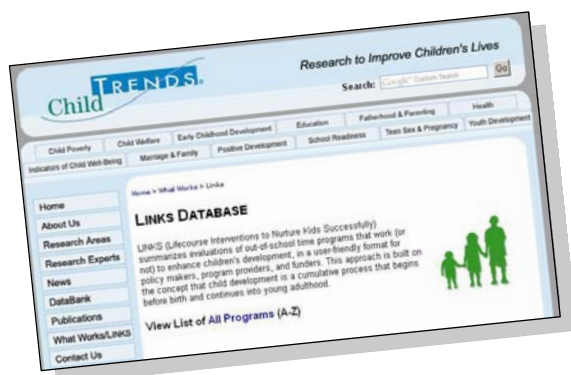 Child TRENDS®
Research to Improve Children's Lives
Search: Google™ Custom Search Go
Child Poverty Child Welfare Early Childhood Development Education Fatherhood & Parenting Health
Indicators of Child Well-Being Marriage & Family Positive Development School Readiness Teen Sex & Pregnancy Youth Development
Home > What Works > Links
Home
About Us
Research Areas
Research Experts
News
DataBank
Publications
What Works/LINKS
Contact Us
LINKS DATABASE
LINKS (Lifecourse Interventions to Nurture Kids Successfully)
summarizes evaluations of out-of-school time programs that work (or
not) to enhance children's development, in a user-friendly format for
policy makers, program providers, and funders. This approach is built on
the concept that child development is a cumulative process that begins
before birth and continues into young adulthood.
View List of All Programs (A-Z)